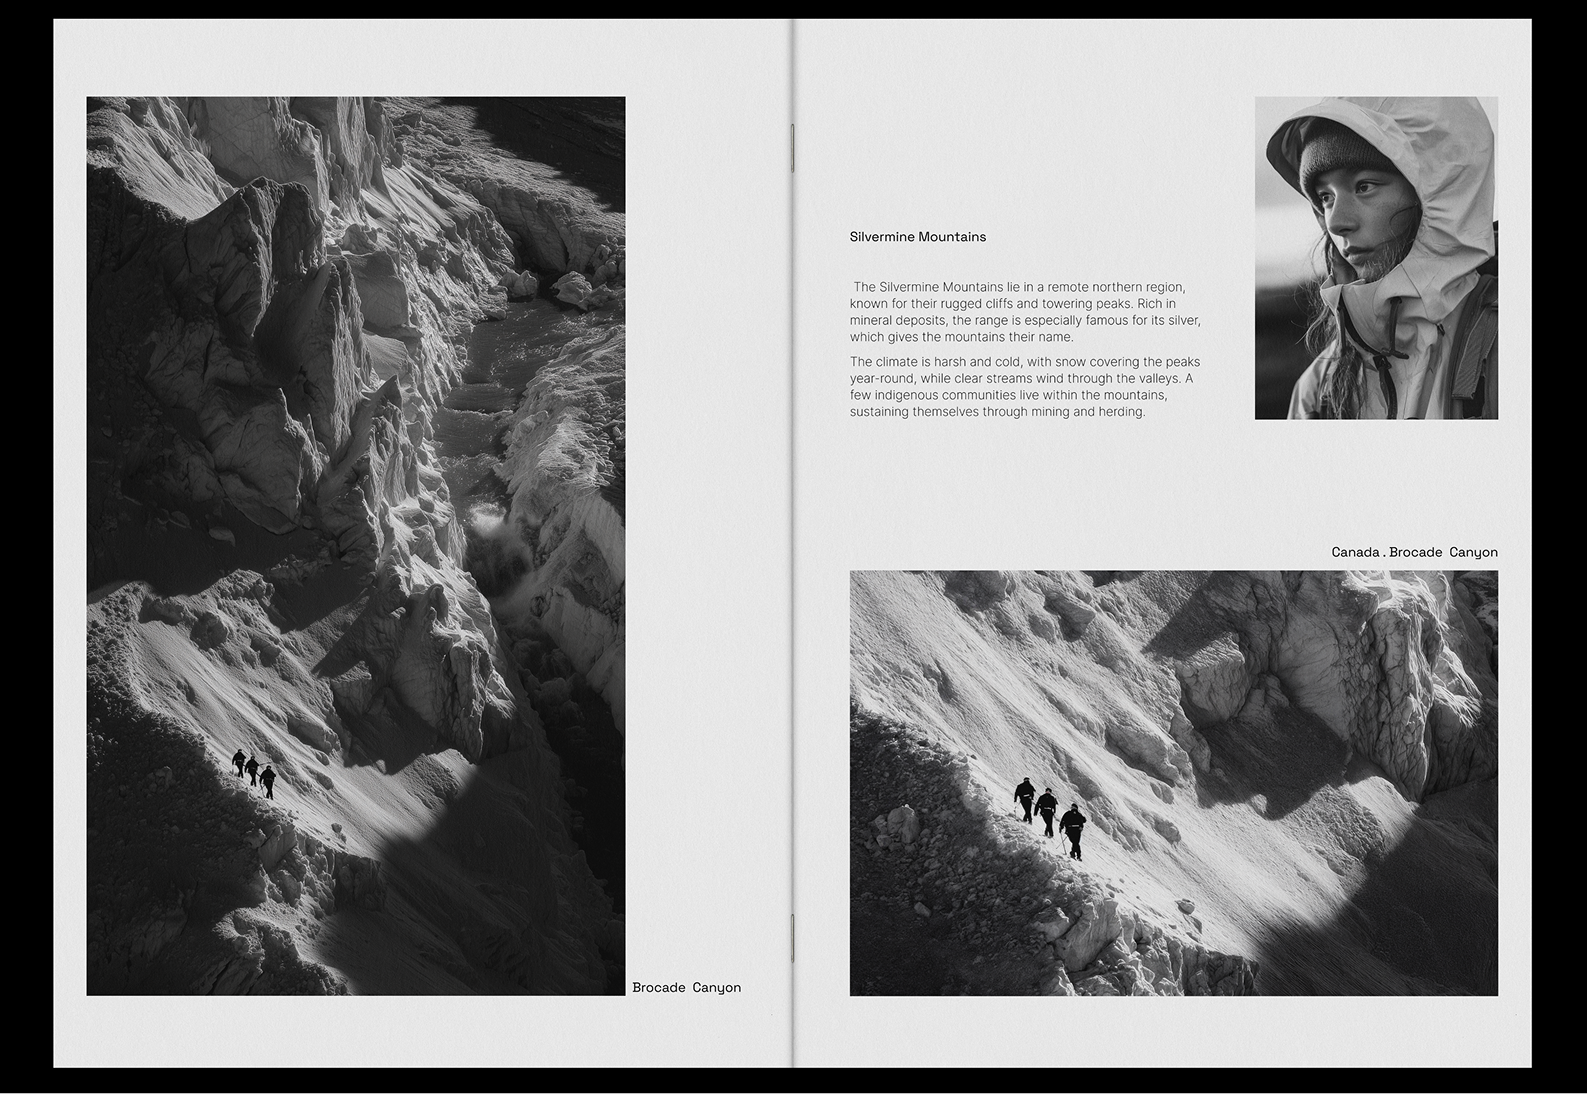 Brocade Canyon
Silvermine Mountains
The Silvermine Mountains lie in a remote northern region,
known for their rugged cliffs and towering peaks. Rich in
mineral deposits, the range is especially famous for its silver,
which gives the mountains their name.
The climate is harsh and cold, with snow covering the peaks
year-round, while clear streams wind through the valleys. A
few indigenous communities live within the mountains,
sustaining themselves through mining and herding.
Canada . Brocade Canyon